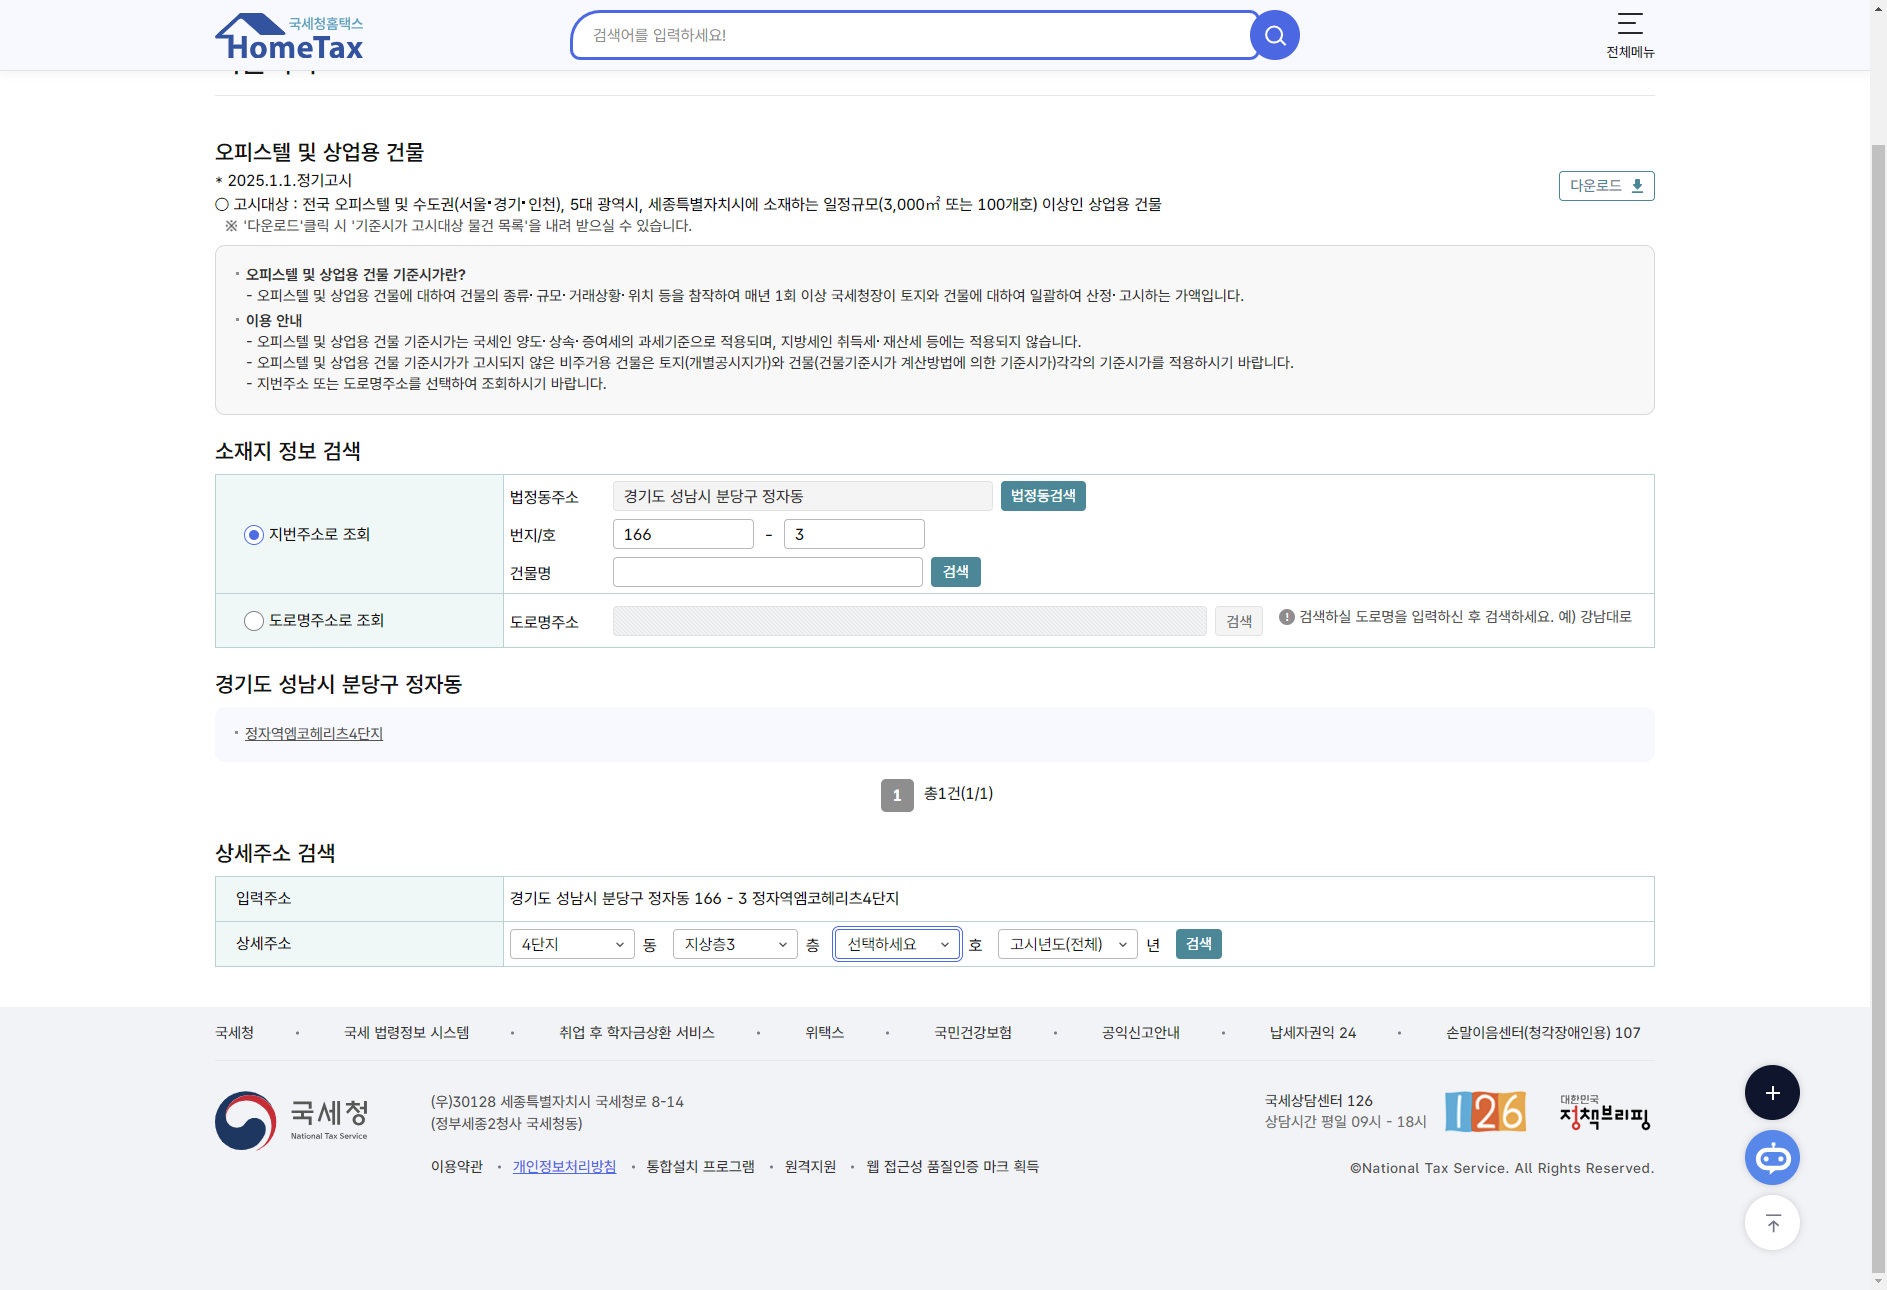 국세청홈택스
HomeTax
검색어를 입력하세요!
전체메뉴
오피스텔 및 상업용 건물
* 2025.1.1.정기고시
○ 고시대상 : 전국 오피스텔 및 수도권(서울·경기·인천), 5대 광역시, 세종특별자치시에 소재하는 일정규모(3,000㎡ 또는 100개호) 이상인 상업용 건물
다운로드
※ '다운로드'클릭 시 '기준시가 고시대상 물건 목록'을 내려 받으실 수 있습니다.
· 오피스텔 및 상업용 건물 기준시가란?
- 오피스텔 및 상업용 건물에 대하여 건물의 종류·규모·거래상황·위치 등을 참작하여 매년 1회 이상 국세청장이 토지와 건물에 대하여 일괄하여 산정·고시하는 가액입니다.
· 이용 안내
- 오피스텔 및 상업용 건물 기준시가는 국세인 양도·상속·증여세의 과세기준으로 적용되며, 지방세인 취득세·재산세 등에는 적용되지 않습니다.
- 오피스텔 및 상업용 건물 기준시가가 고시되지 않은 비주거용 건물은 토지(개별공시지가)와 건물(건물기준시가 계산방법에 의한 기준시가)각각의 기준시가를 적용하시기 바랍니다.
- 지번주소 또는 도로명주소를 선택하여 조회하시기 바랍니다.
소재지 정보 검색
지번주소로 조회
법정동주소 경기도 성남시 분당구 정자동 법정동검색
번지/호 166 - 3
건물명 검색
도로명주소로 조회 도로명주소 검색 검색하실 도로명을 입력하신 후 검색하세요. 예) 강남대로
경기도 성남시 분당구 정자동
· 정자역엠코헤리츠4단지
1 총1건(1/1)
상세주소 검색
입력주소 경기도 성남시 분당구 정자동 166 - 3 정자역엠코헤리츠4단지
상세주소 4단지 동 지상층3 층 선택하세요 호 고시년도(전체) 년 검색
국세청 · 국세 법령정보 시스템 · 취업 후 학자금상환 서비스 · 위택스 · 국민건강보험 · 공익신고안내 · 납세자권익 24 · 손말이음센터(청각장애인용) 107
국세청
National Tax Service
(우)30128 세종특별자치시 국세청로 8-14
(정부세종2청사 국세청동)
국세상담센터 126
상담시간 평일 09시 - 18시
126
대한민국
정책브리핑
이용약관 · 개인정보처리방침 · 통합설치 프로그램 · 원격지원 · 웹 접근성 품질인증 마크 획득
©National Tax Service. All Rights Reserved.